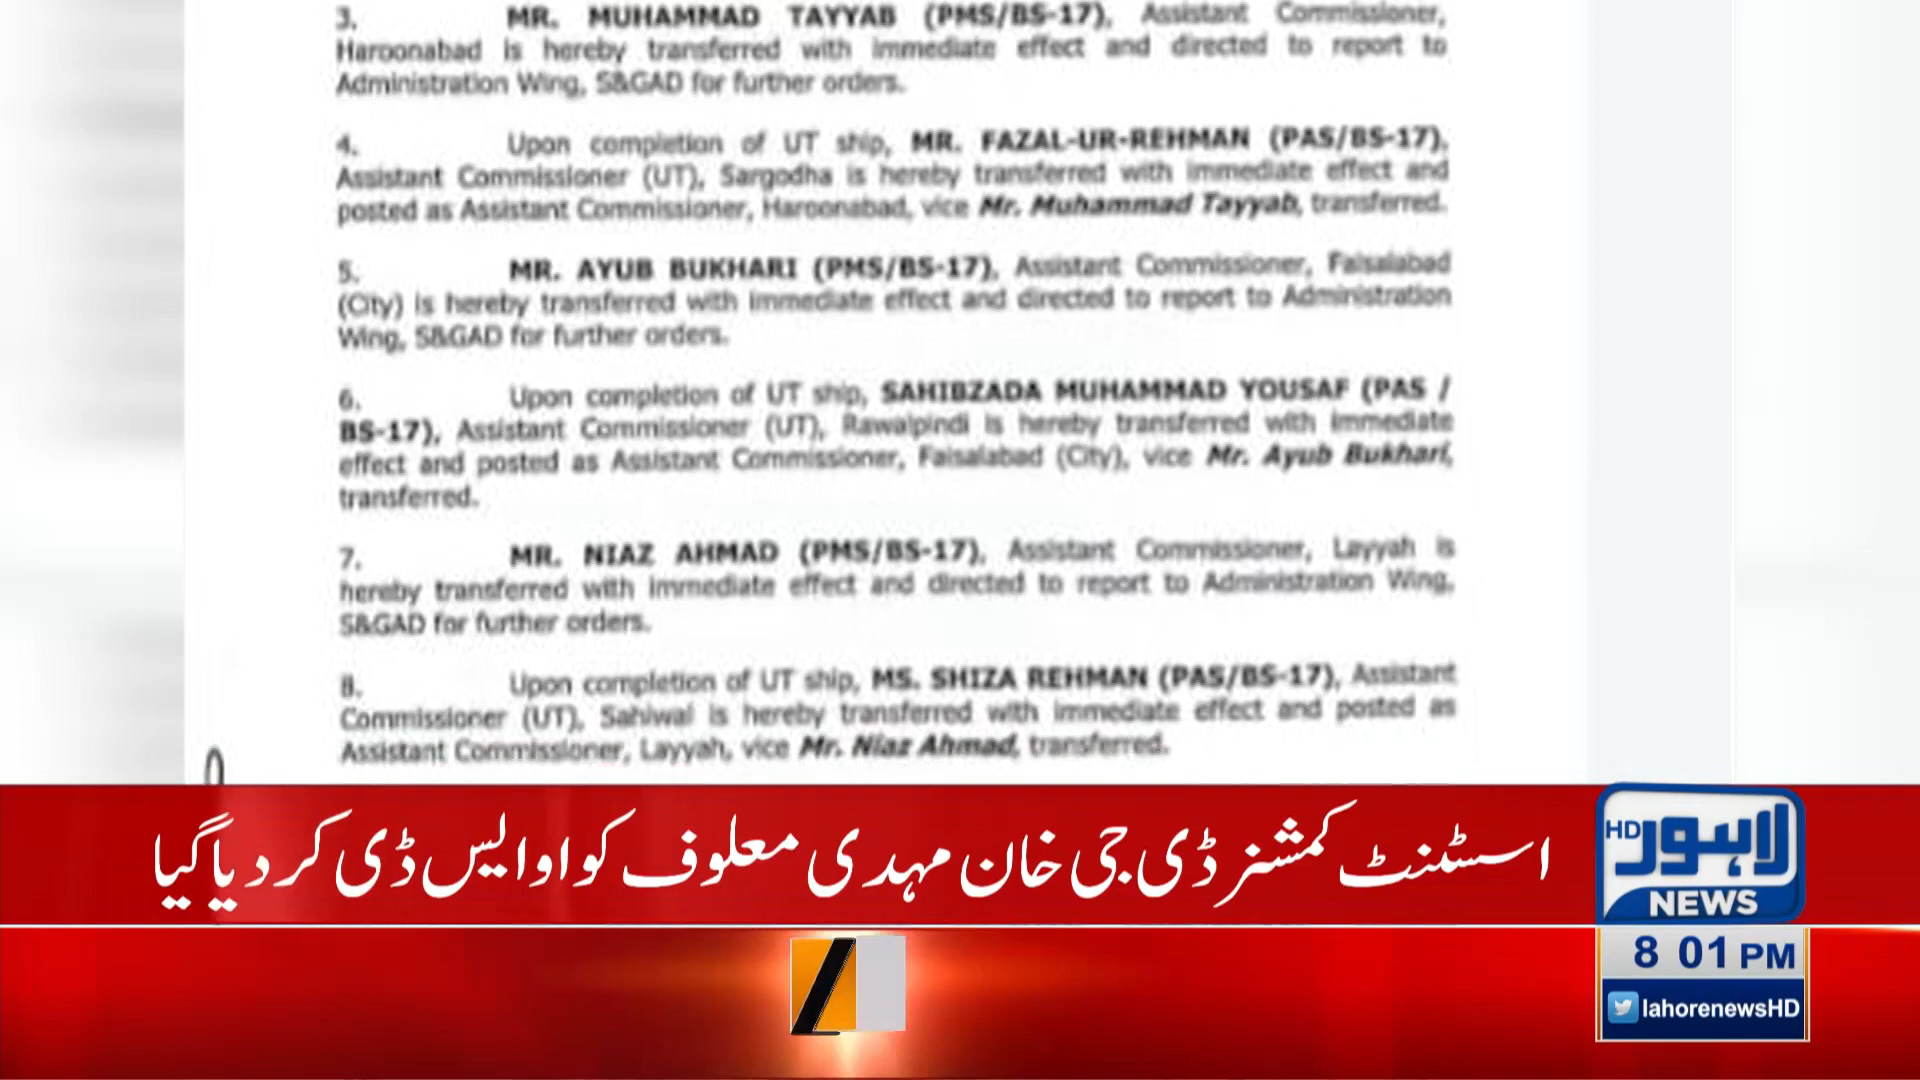 3. MR. MUHAMMAD TAYYAB (PMS/BS-17), Assistant Commissioner,
Haroonabad is hereby transferred with immediate effect and directed to report to
Administration Wing, S&GAD for further orders.
4. Upon completion of UT ship, MR. FAZAL-UR-REHMAN (PAS/BS-17),
Assistant Commissioner (UT), Sargodha is hereby transferred with immediate effect and
posted as Assistant Commissioner, Haroonabad, vice Mr. Muhammad Tayyab, transferred.
5. MR. AYUB BUKHARI (PMS/BS-17), Assistant Commissioner, Faisalabad
(City) is hereby transferred with immediate effect and directed to report to Administration
Wing, S&GAD for further orders.
6. Upon completion of UT ship, SAHIBZADA MUHAMMAD YOUSAF (PAS /
BS-17), Assistant Commissioner (UT), Rawalpindi is hereby transferred with immediate
effect and posted as Assistant Commissioner, Faisalabad (City), vice Mr. Ayub Bukhari,
transferred.
7. MR. NIAZ AHMAD (PMS/BS-17), Assistant Commissioner, Layyah is
hereby transferred with immediate effect and directed to report to Administration Wing,
S&GAD for further orders.
8. Upon completion of UT ship, MS. SHIZA REHMAN (PAS/BS-17), Assistant
Commissioner (UT), Sahiwal is hereby transferred with immediate effect and posted as
Assistant Commissioner, Layyah, vice Mr. Niaz Ahmad, transferred.
اسسٹنٹ کمشنر ڈی جی خان مہدی معلوف کو او ایس ڈی کر دیا گیا
لاہور HD
NEWS
8 01 PM
lahorenewsHD